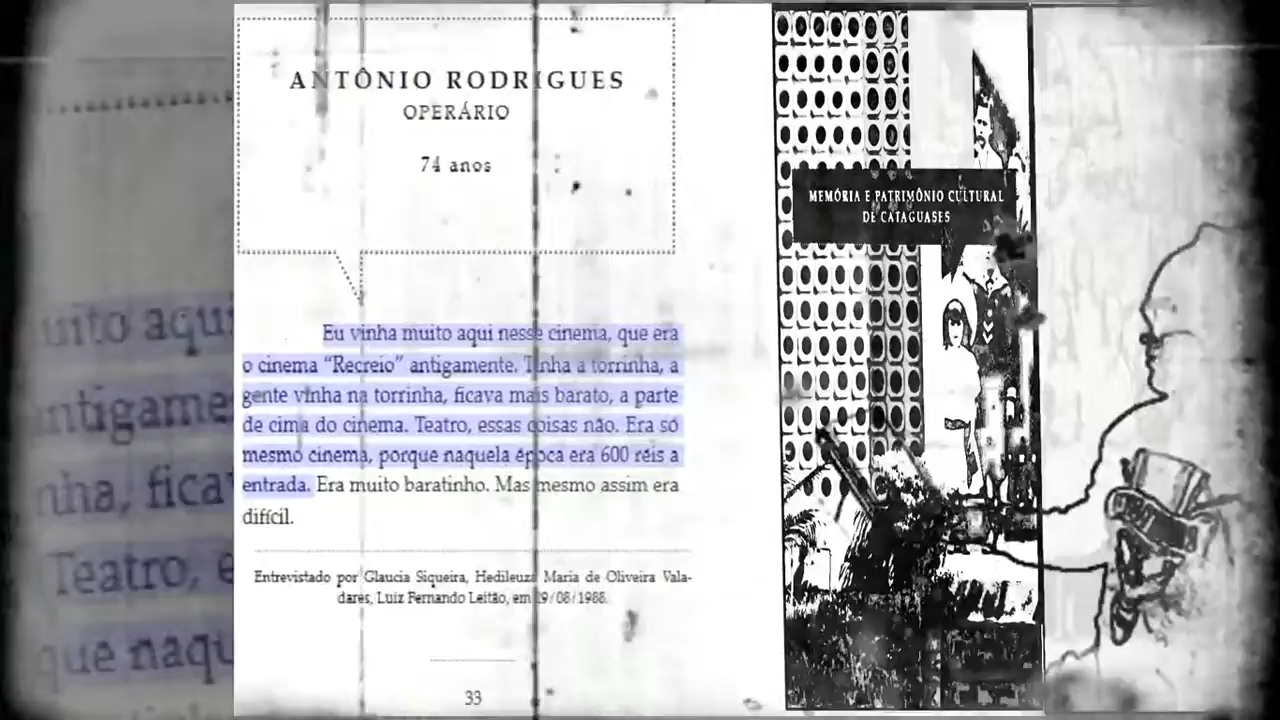 ANTÔNIO RODRIGUES
OPERÁRIO
74 anos
Eu vinha muito aqui nesse cinema, que era
o cinema “Recreio” antigamente. Tinha a torrinha, a
gente vinha na torrinha, ficava mais barato, a parte
de cima do cinema. Teatro, essas coisas não. Era só
mesmo cinema, porque naquela época era 600 réis a
entrada. Era muito baratinho. Mas mesmo assim era
difícil.
Entrevistado por Glaucia Siqueira, Hedileuza Maria de Oliveira Vala-
dares, Luiz Fernando Leitão, em 29/08/1988.
33
MEMÓRIA E PATRIMÔNIO CULTURAL
DE CATAGUASES
uito aqui
ntigame
nha, fica
Teatro, e
que naqu